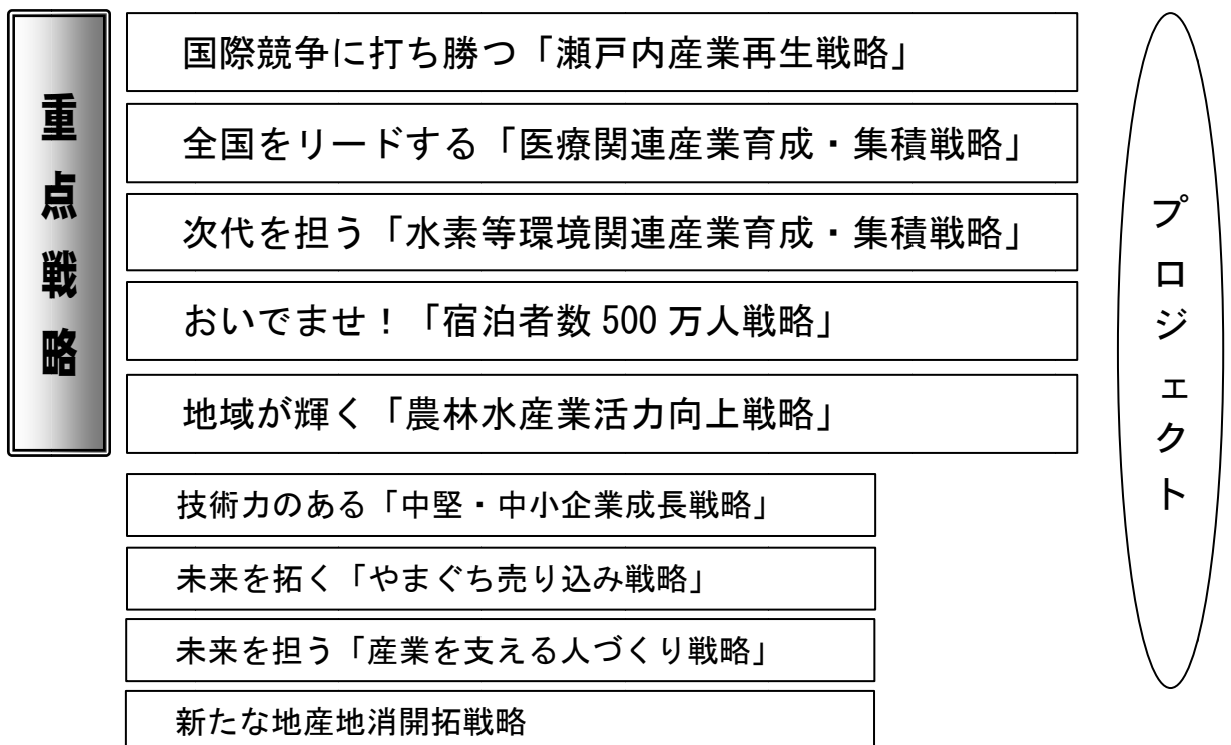 重点戦略
国際競争に打ち勝つ「瀬戸内産業再生戦略」
全国をリードする「医療関連産業育成・集積戦略」
次代を担う「水素等環境関連産業育成・集積戦略」
おいでませ！「宿泊者数 500 万人戦略」
地域が輝く「農林水産業活力向上戦略」
技術力のある「中堅・中小企業成長戦略」
未来を拓く「やまぐち売り込み戦略」
未来を担う「産業を支える人づくり戦略」
新たな地産地消開拓戦略
プロジェクト